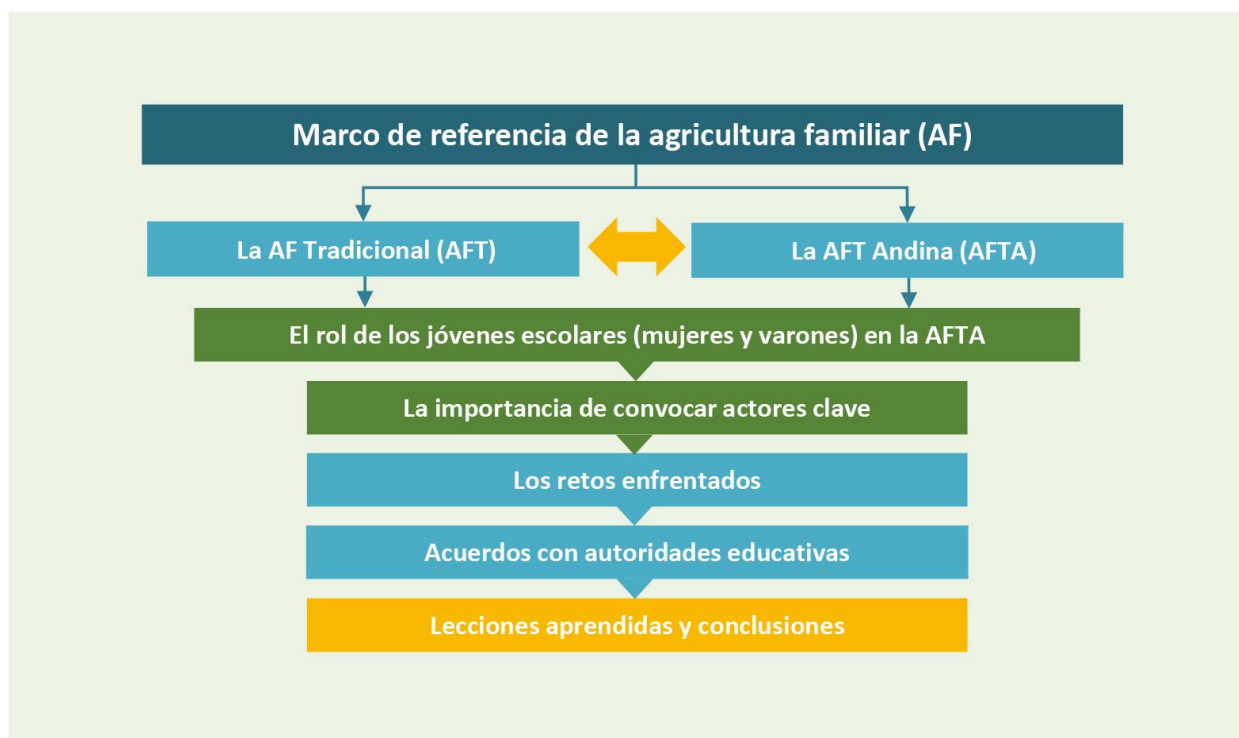 Marco de referencia de la agricultura familiar (AF)
La AF Tradicional (AFT)
La AFT Andina (AFTA)
El rol de los jóvenes escolares (mujeres y varones) en la AFTA
La importancia de convocar actores clave
Los retos enfrentados
Acuerdos con autoridades educativas
Lecciones aprendidas y conclusiones